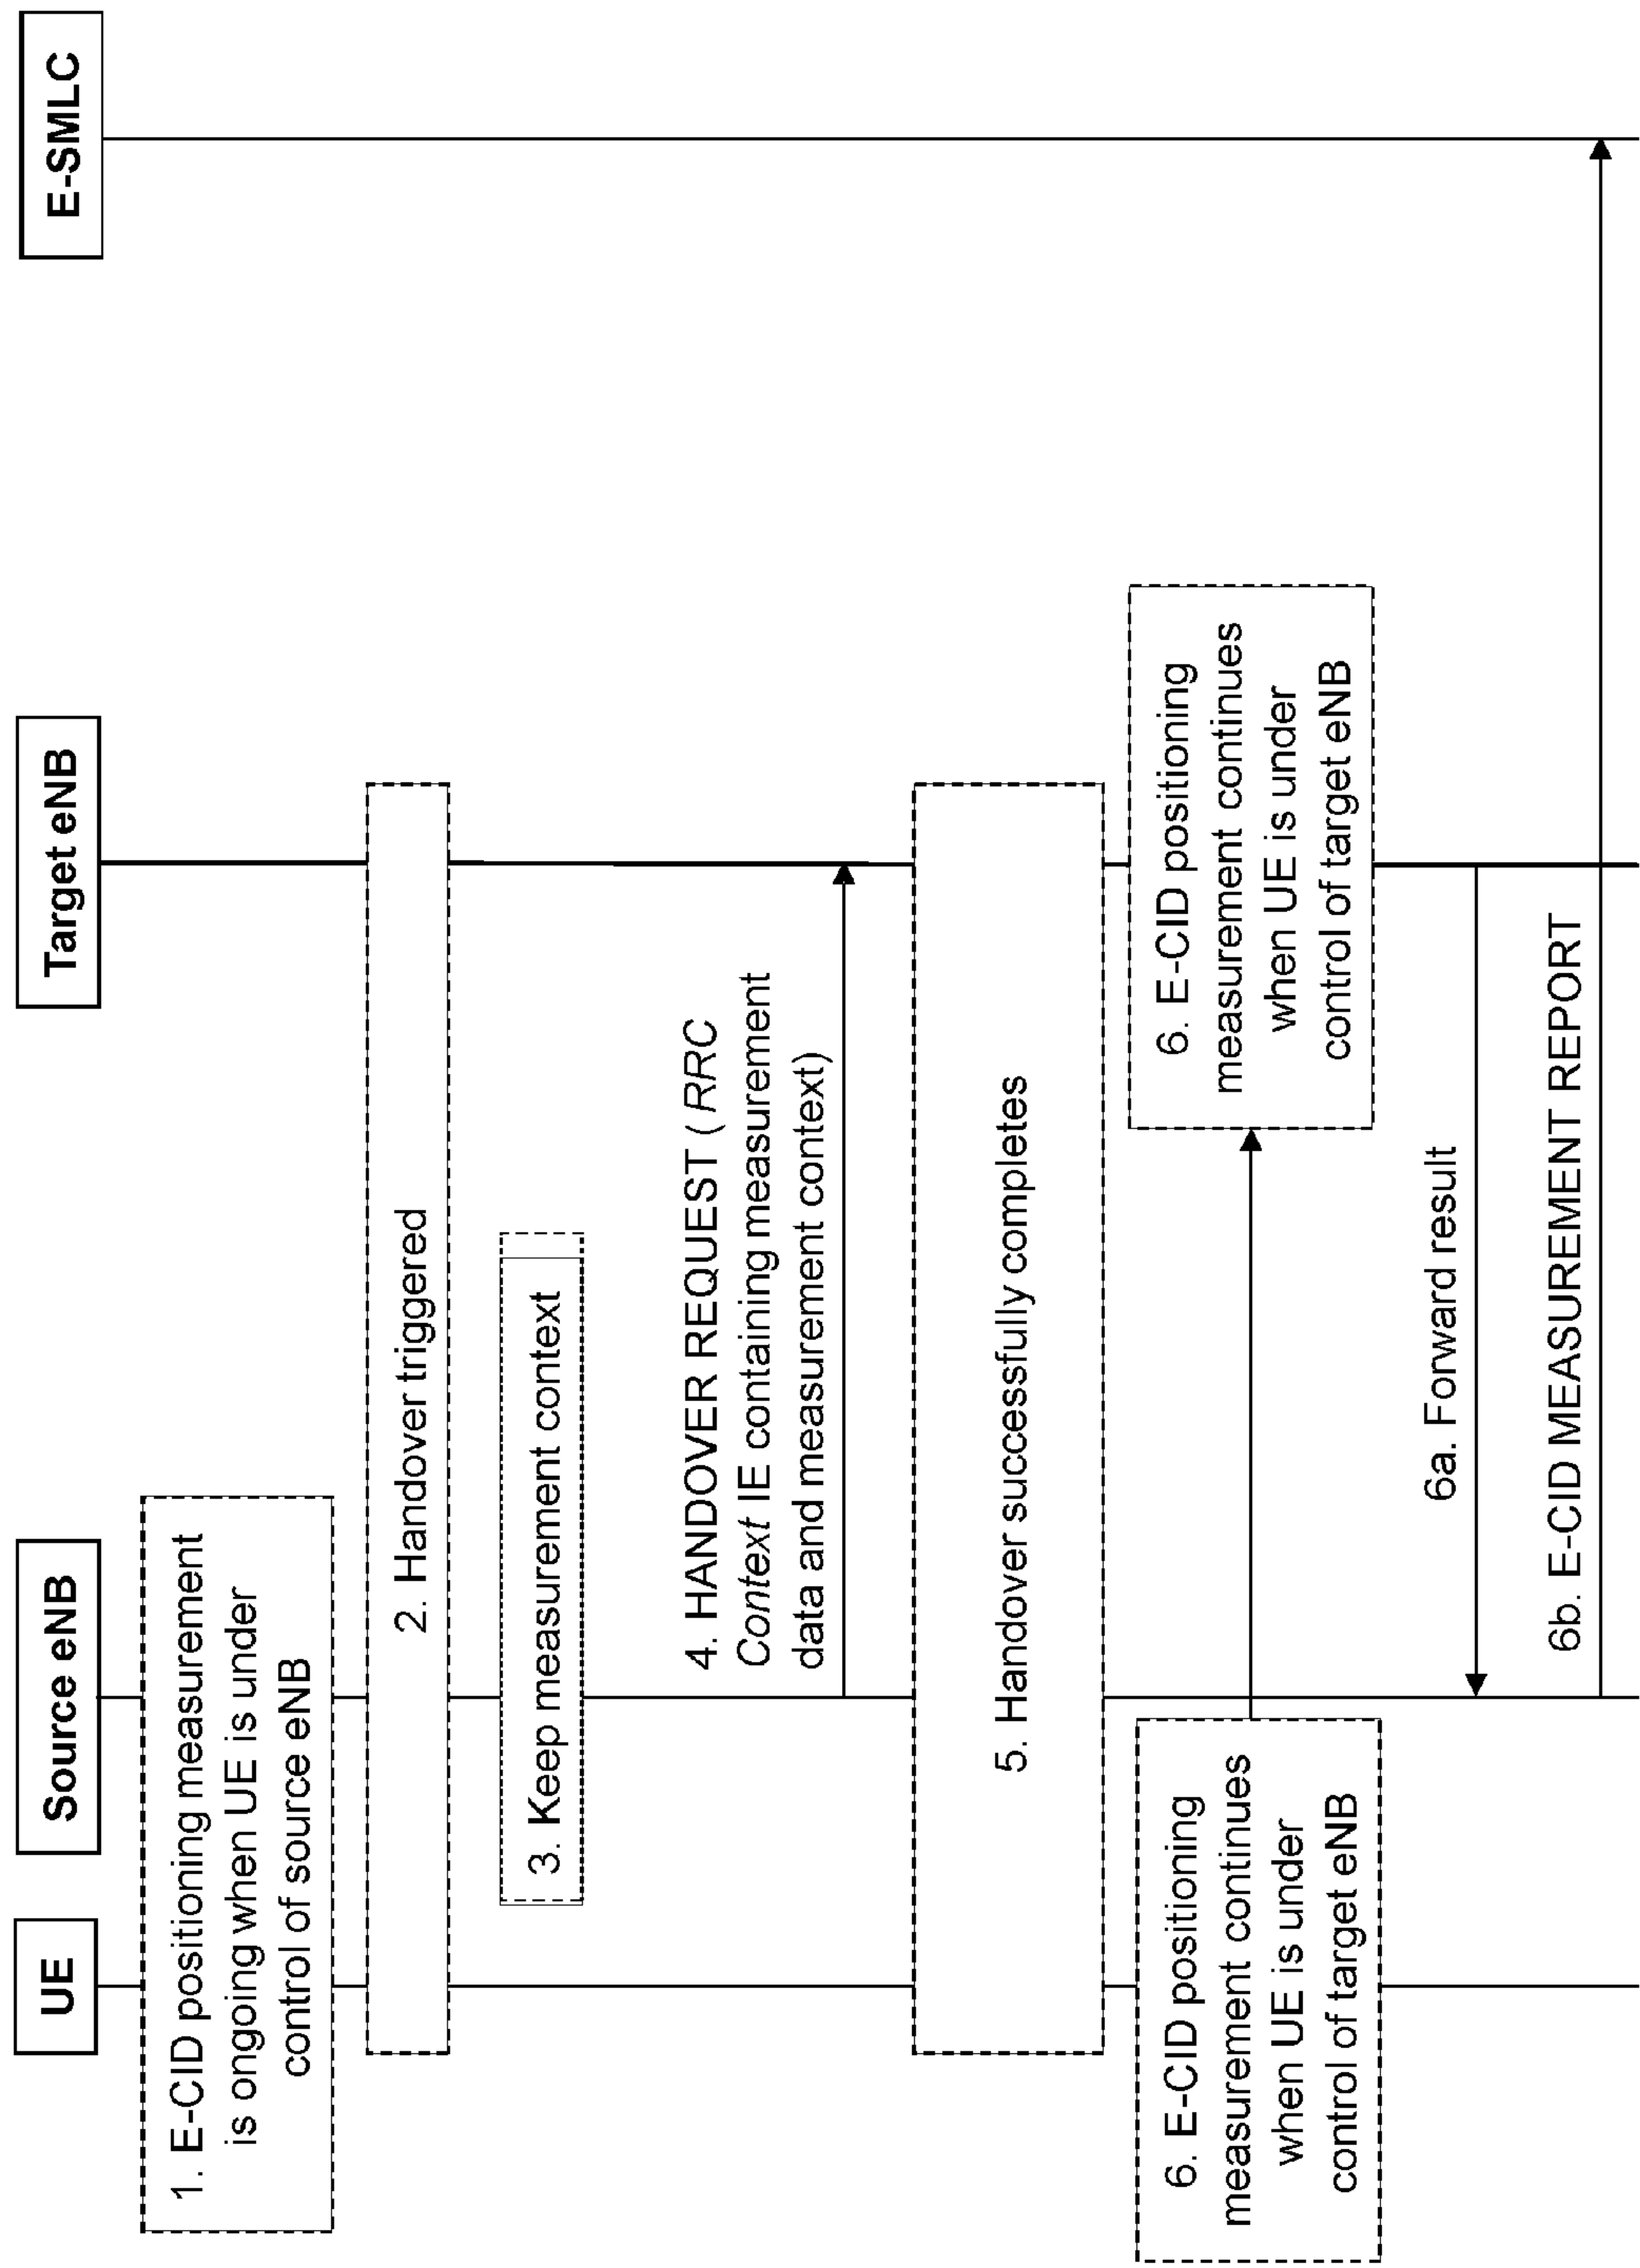 UE
Source eNB
Target eNB
E-SMLC
1. E-CID positioning measurement
is ongoing when UE is under
control of source eNB
2. Handover triggered
3. Keep measurement context
4. HANDOVER REQUEST ( RRC
Context IE containing measurement
data and measurement context)
5. Handover successfully completes
6. E-CID positioning
measurement continues
when UE is under
control of target eNB
6. E-CID positioning
measurement continues
when UE is under
control of target eNB
6a. Forward result
6b. E-CID MEASUREMENT REPORT